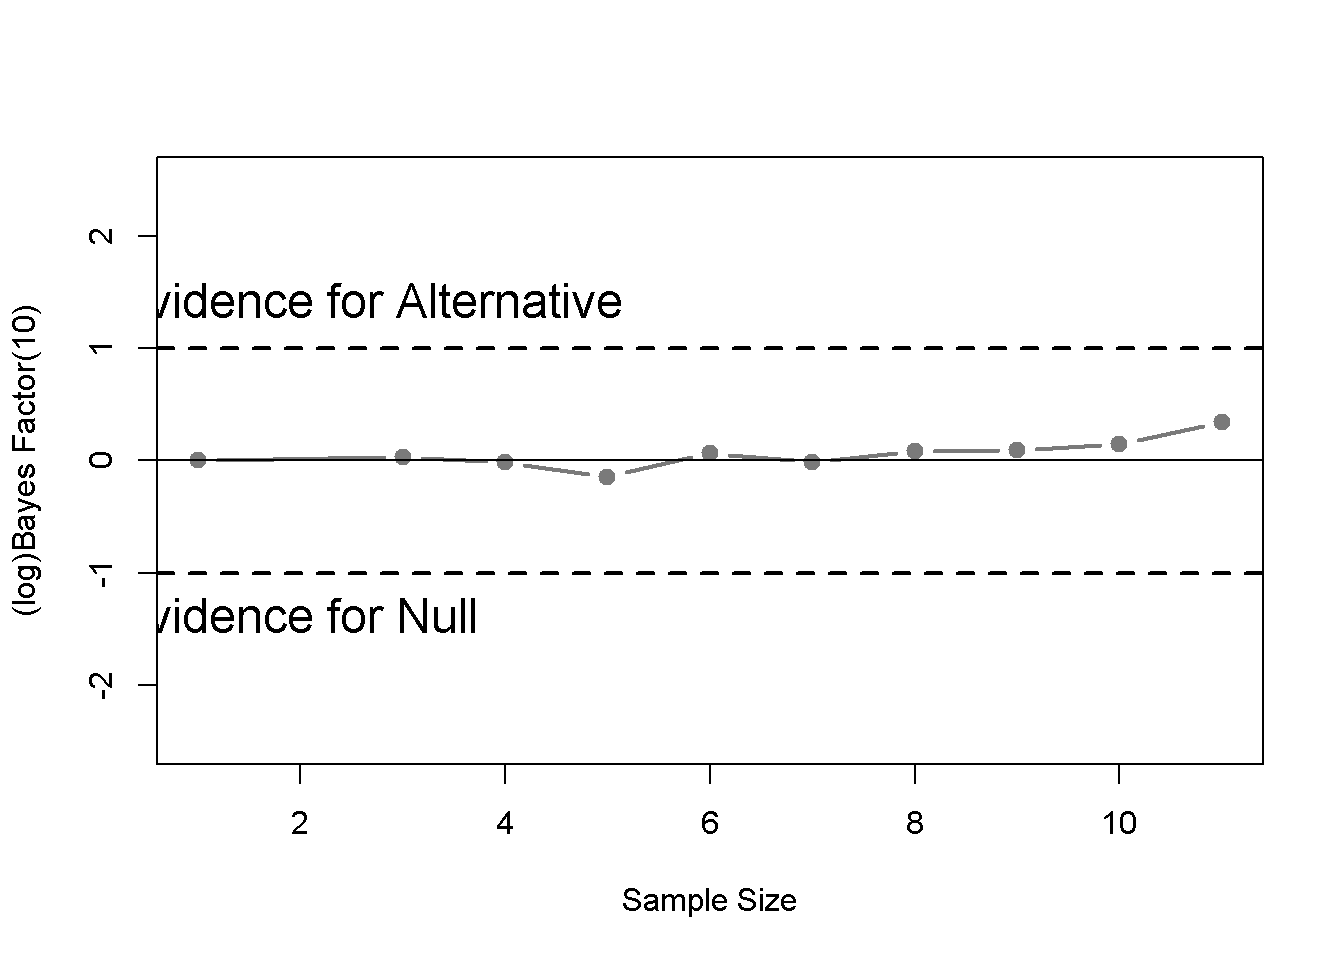 2
vidence for Alternative
1
(log)Bayes Factor(10)
0
-1
vidence for Null
-2
2 4 6 8 10
Sample Size